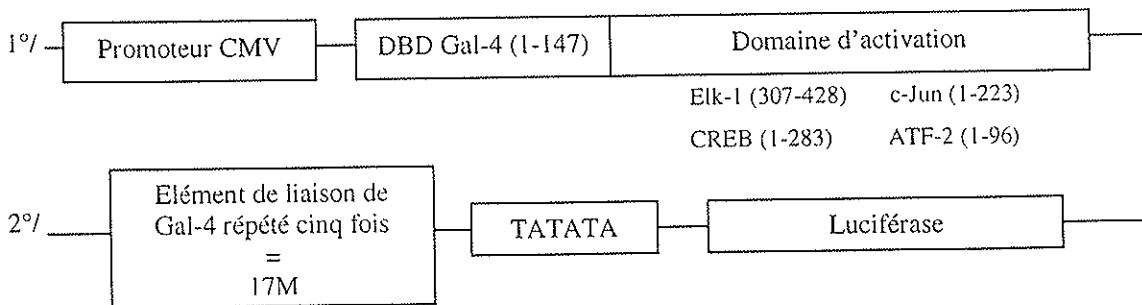 1°/ Promoteur CMV DBD Gal-4 (1-147) Domaine d'activation
Elk-1 (307-428) c-Jun (1-223)
CREB (1-283) ATF-2 (1-96)
2°/
Elément de liaison de
Gal-4 répété cinq fois
=
17M
TATATA
Luciférase